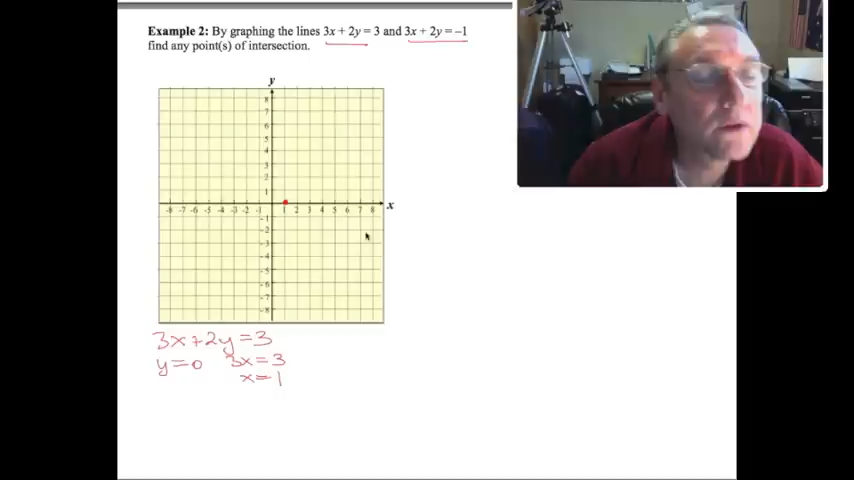 Example 2: By graphing the lines 3x + 2y = 3 and 3x + 2y = –1
find any point(s) of intersection.
y
8
7
6
5
4
3
2
1
-8 -7 -6 -5 -4 -3 -2 -1 1 2 3 4 5 6 7 8 x
-1
-2
-3
-4
-5
-6
-7
-8
3x+2y=3
y=0 3x=3
x=1